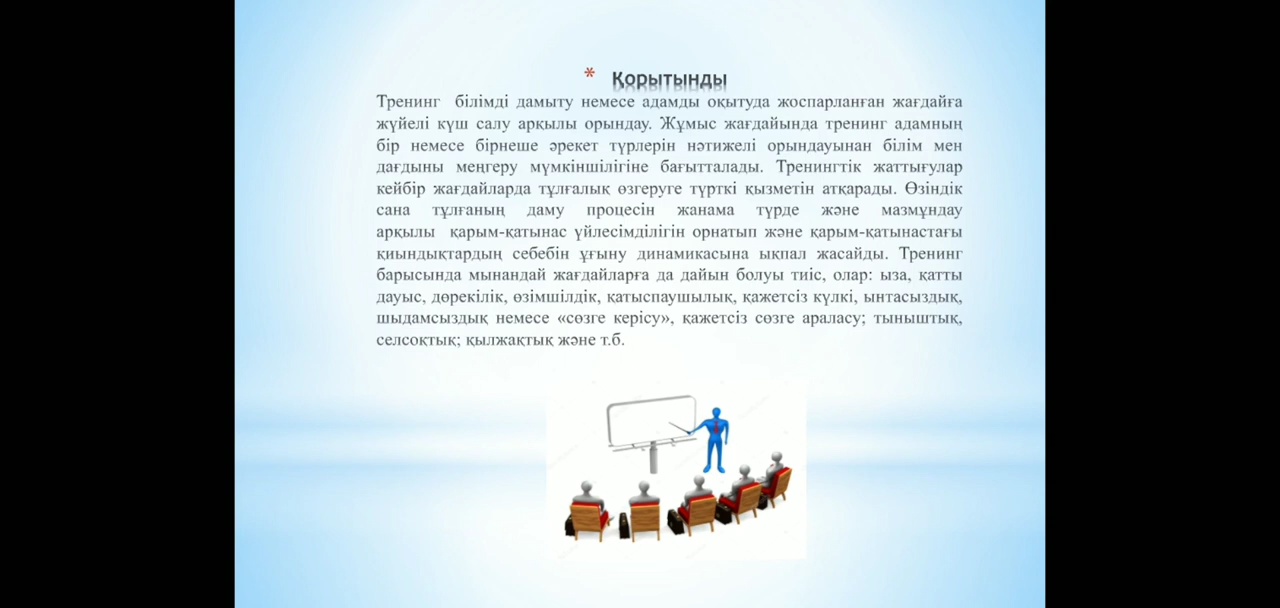 * Қорытынды
Тренинг білімді дамыту немесе адамды оқытуда жоспарланған жағдайға
жүйелі күш салу арқылы орындау. Жұмыс жағдайында тренинг адамның
бір немесе бірнеше әрекет түрлерін нәтижелі орындауынан білім мен
дағдыны меңгеру мүмкіншілігіне бағытталады. Тренингтік жаттығулар
кейбір жағдайларда тұлғалық өзгеруге түрткі қызметін атқарады. Өзіндік
сана тұлғаның даму процесін жанама түрде және мазмұндау
арқылы қарым-қатынас үйлесімділігін орнатып және қарым-қатынастағы
қиындықтардың себебін ұғыну динамикасына ықпал жасайды. Тренинг
барысында мынандай жағдайларға да дайын болуы тиіс, олар: ыза, қатты
дауыс, дөрекілік, өзімшілдік, қатыспаушылық, қажетсіз күлкі, ынтасыздық,
шыдамсыздық немесе «сөзге керісу», қажетсіз сөзге араласу; тыныштық,
селсоқтық; қылжақтық және т.б.